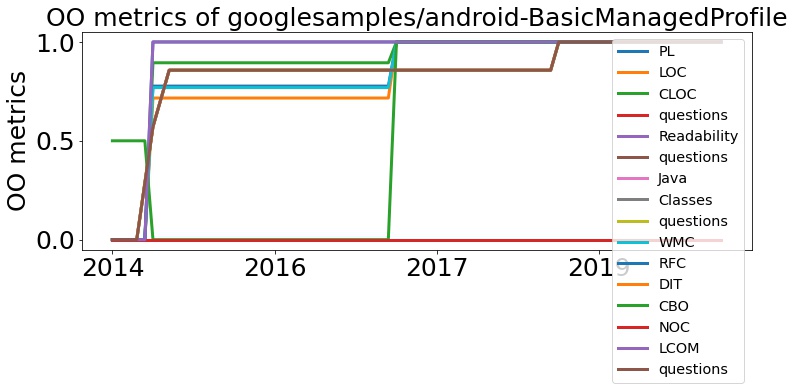 OO metrics of googlesamples/android-BasicManagedProfile
OO metrics
1.0
0.5
0.0
2014
2016
2017
2019
PL
LOC
CLOC
questions
Readability
questions
Java
Classes
questions
WMC
RFC
DIT
CBO
NOC
LCOM
questions